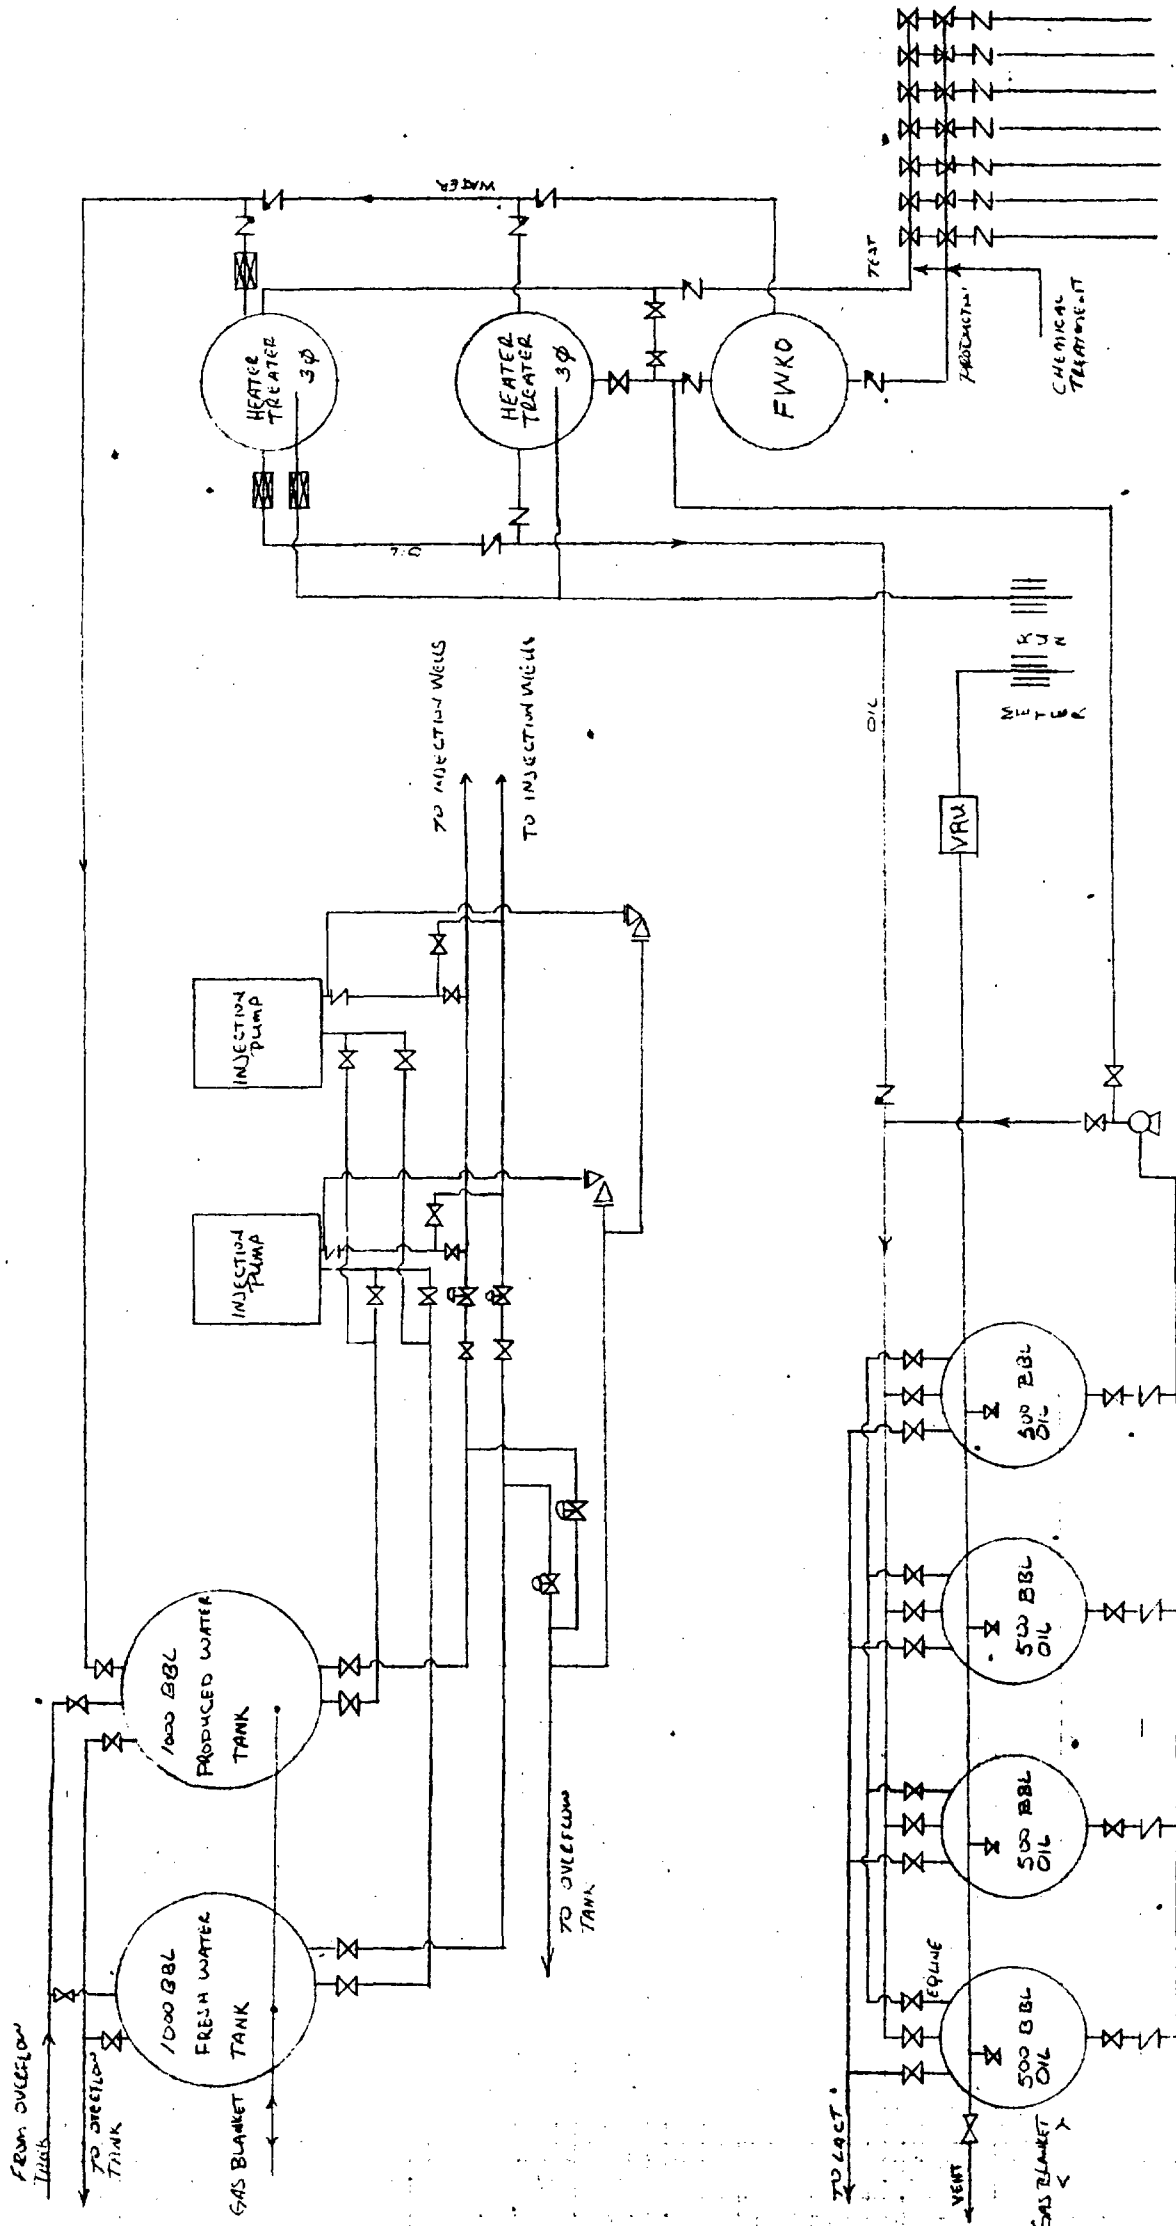 FROM OVERFLOW
TANK
TO OVERFLOW
TANK
GAS BLANKET
1000 BBL
FRESH WATER
TANK
1000 BBL
PRODUCED WATER
TANK
INJECTION
PUMP
INJECTION
PUMP
TO INJECTION WELLS
TO INJECTION WELLS
TO OVERFLOW
TANK
WATER
HEATER
TREATER
3φ
HEATER
TREATER
3φ
FWKO
OIL
TEST
PRODUCTN
CHEMICAL
TREATMENT
OIL
METER
RUN
VRU
EQLINE
TO LACT
VENT
GAS BLANKET
500 BBL
OIL
500 BBL
OIL
500 BBL
OIL
500 BBL
OIL